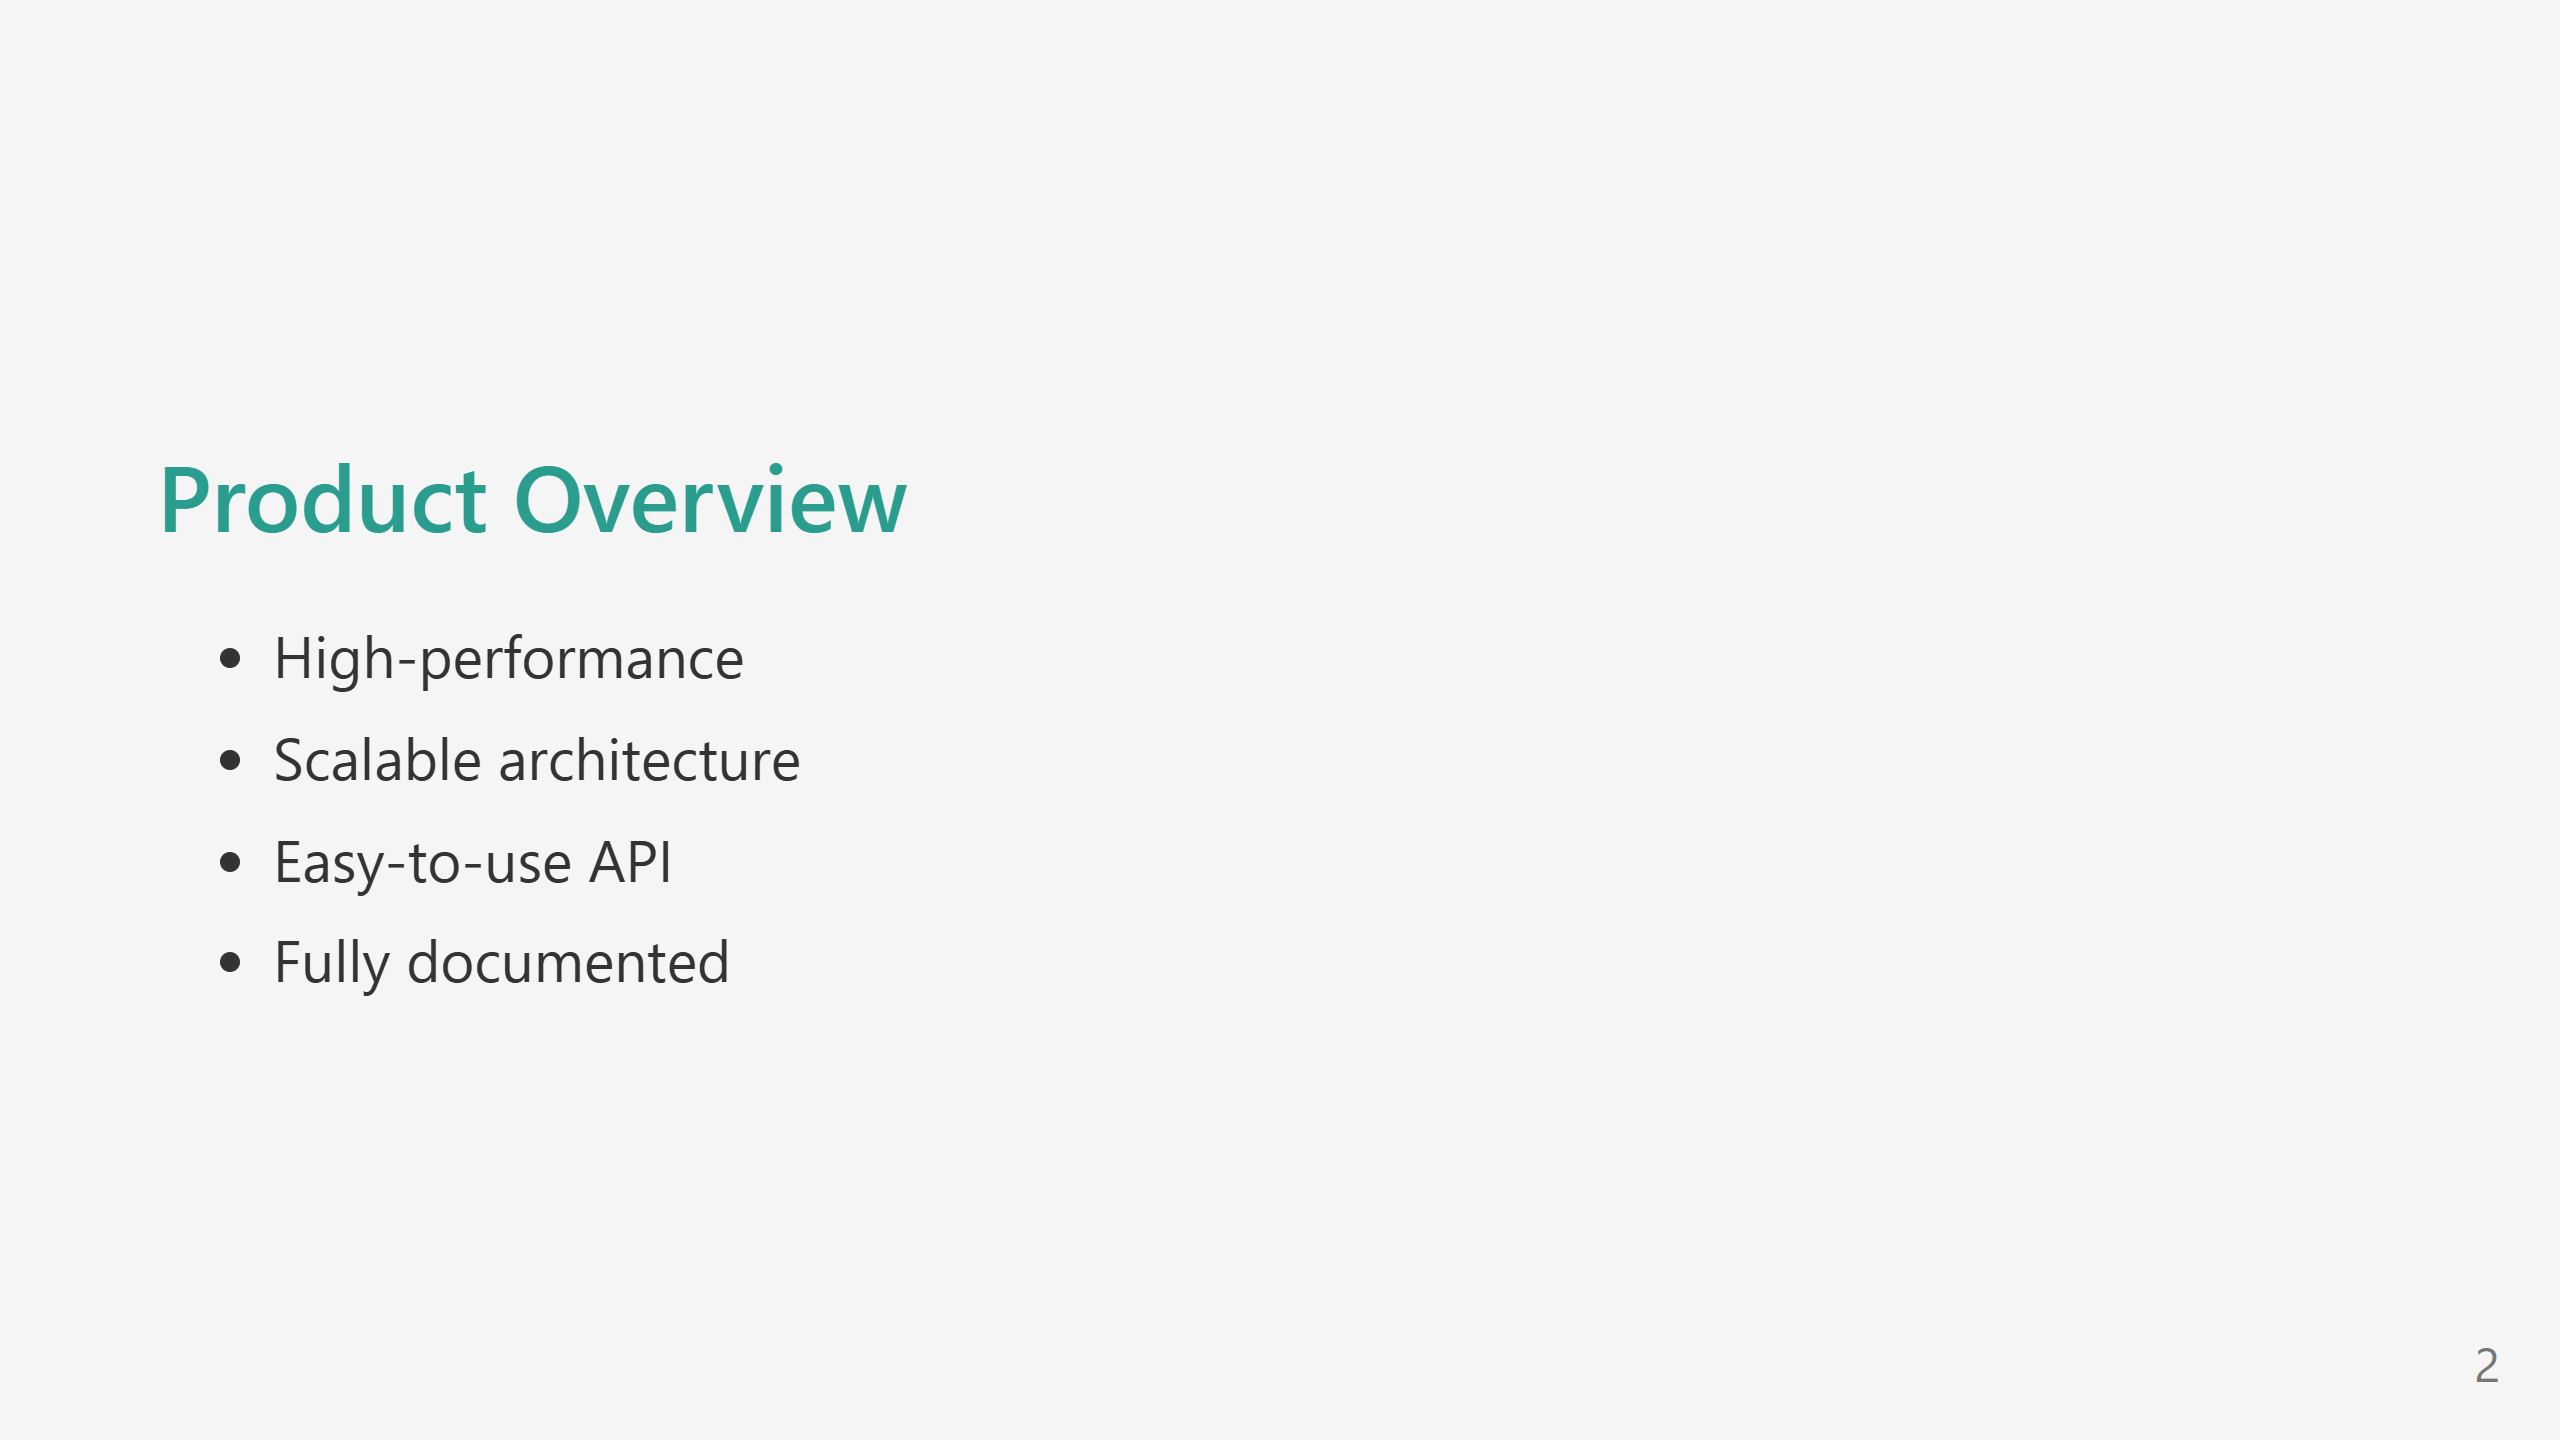 Product Overview
• High-performance
• Scalable architecture
• Easy-to-use API
• Fully documented
2